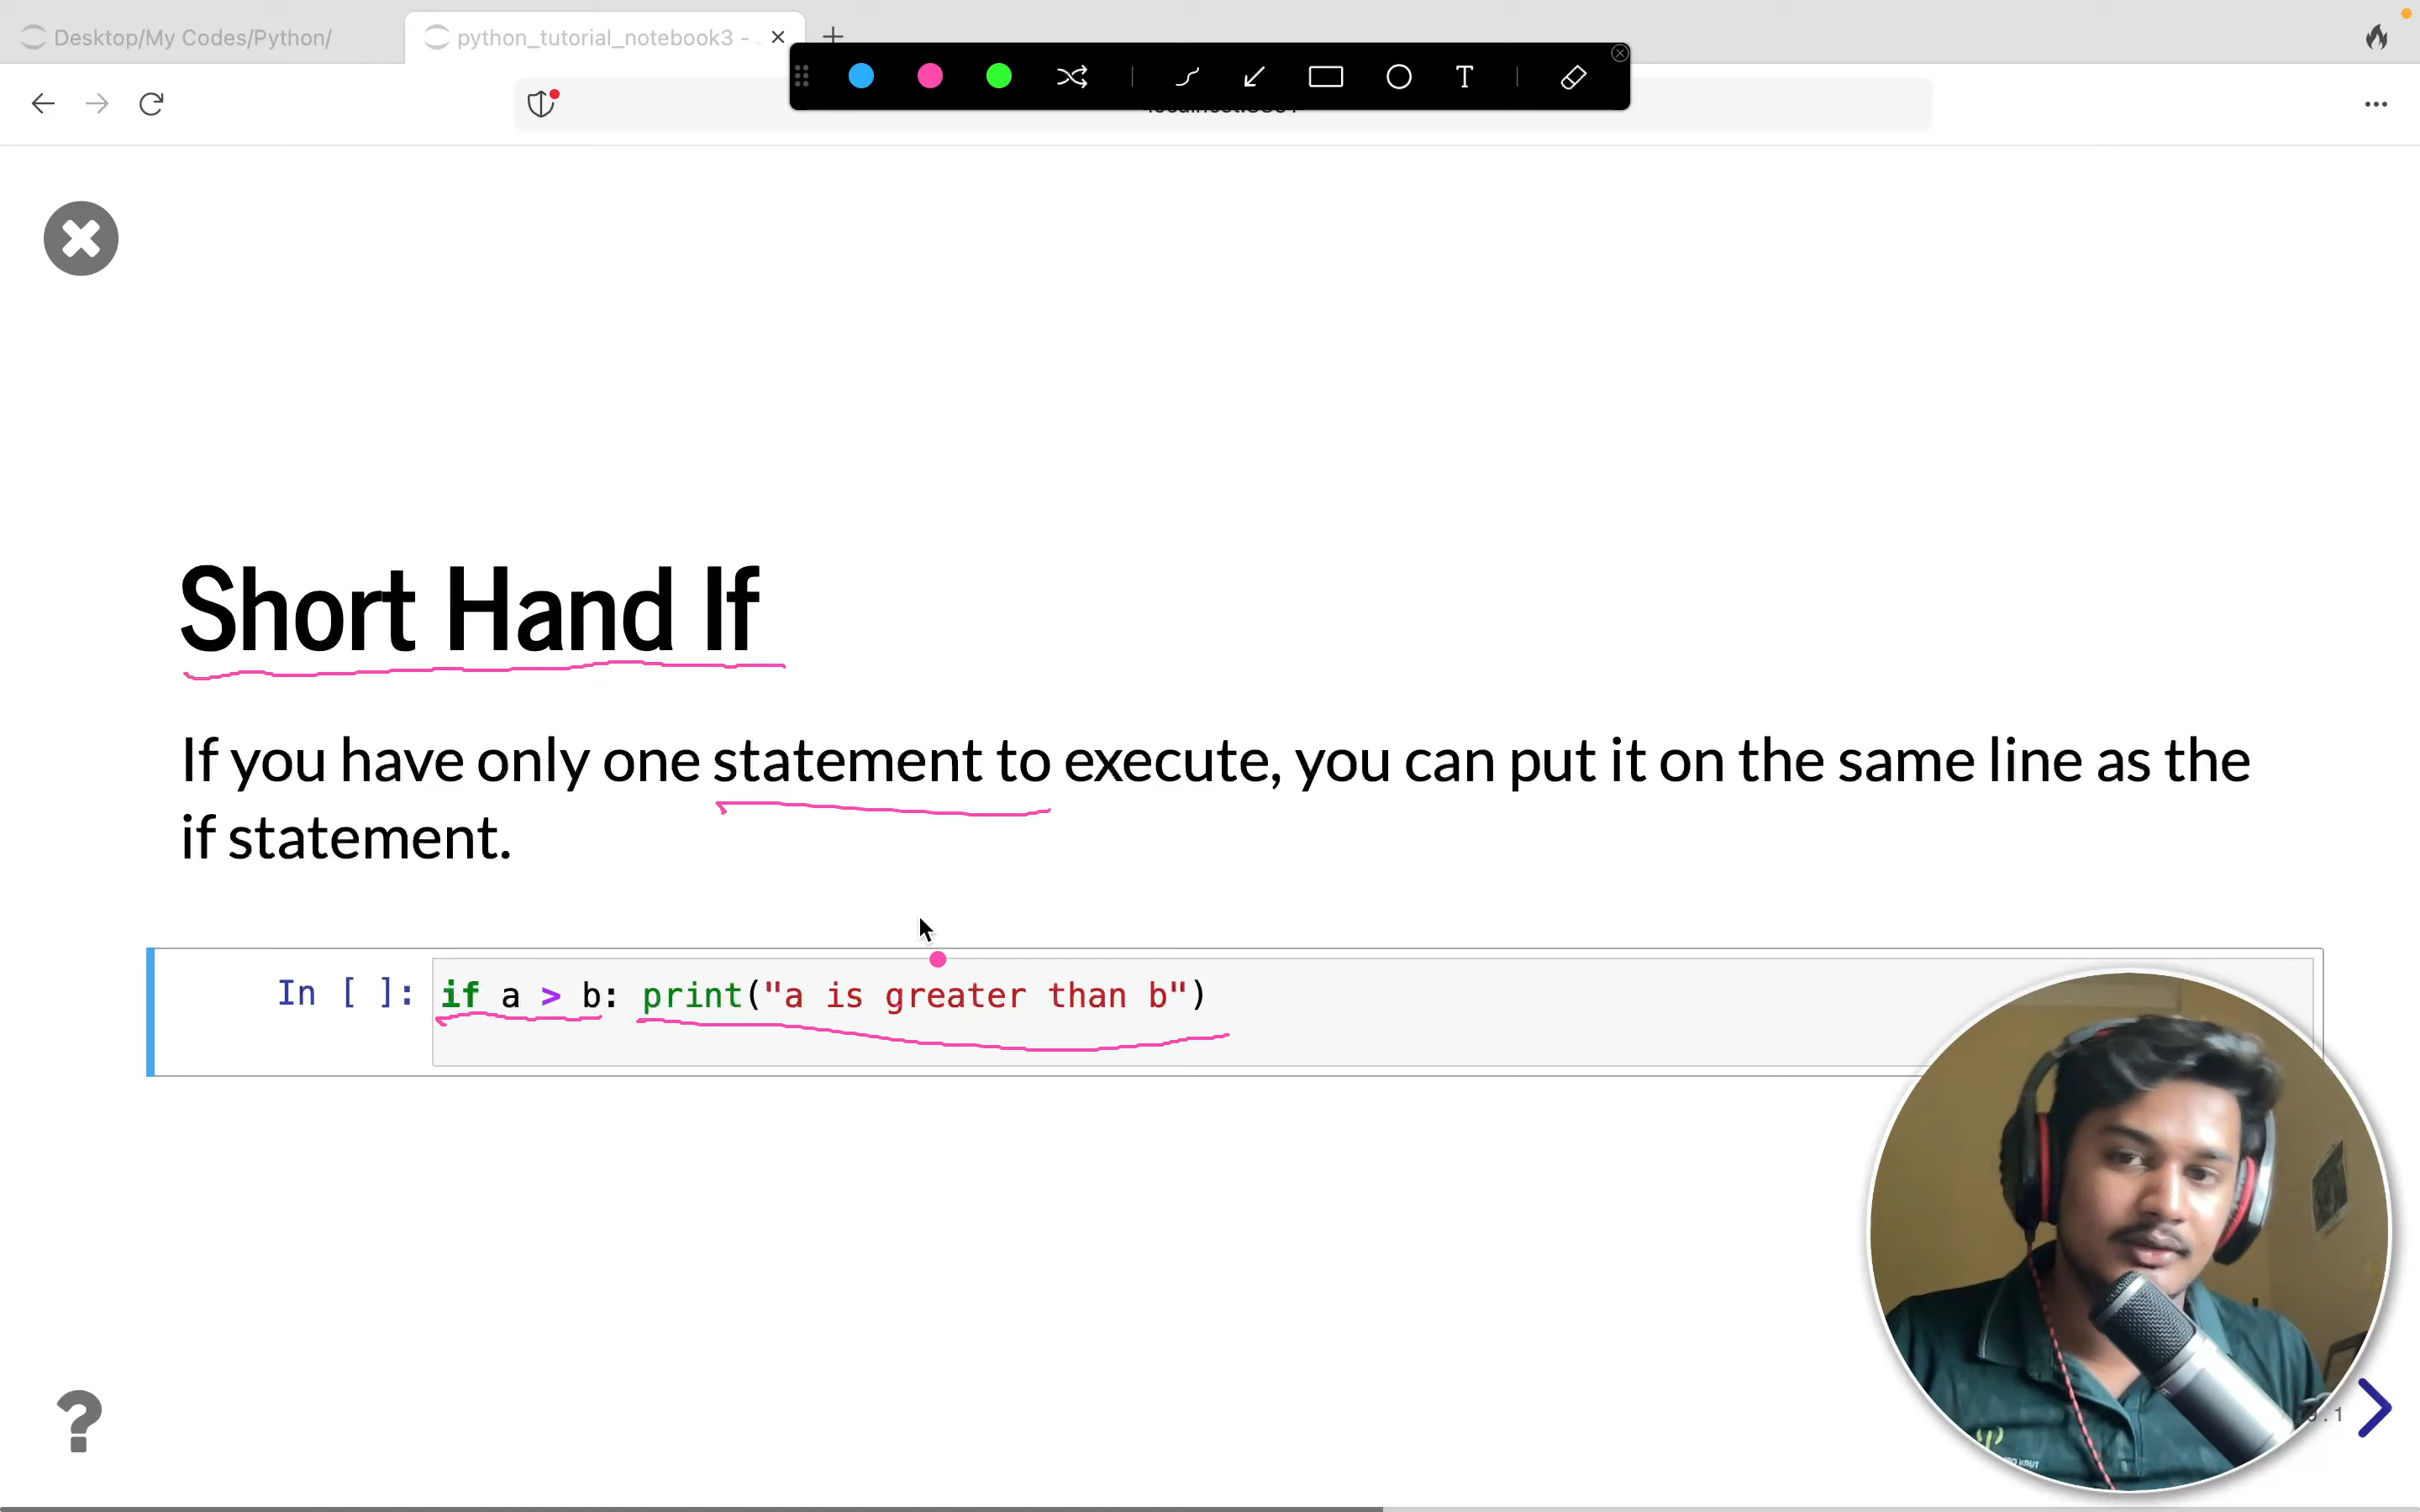 Desktop/My Codes/Python/
python_tutorial_notebook3 -
T
Short Hand If
If you have only one statement to execute, you can put it on the same line as the
if statement.
In [ ]: if a > b: print("a is greater than b")
?